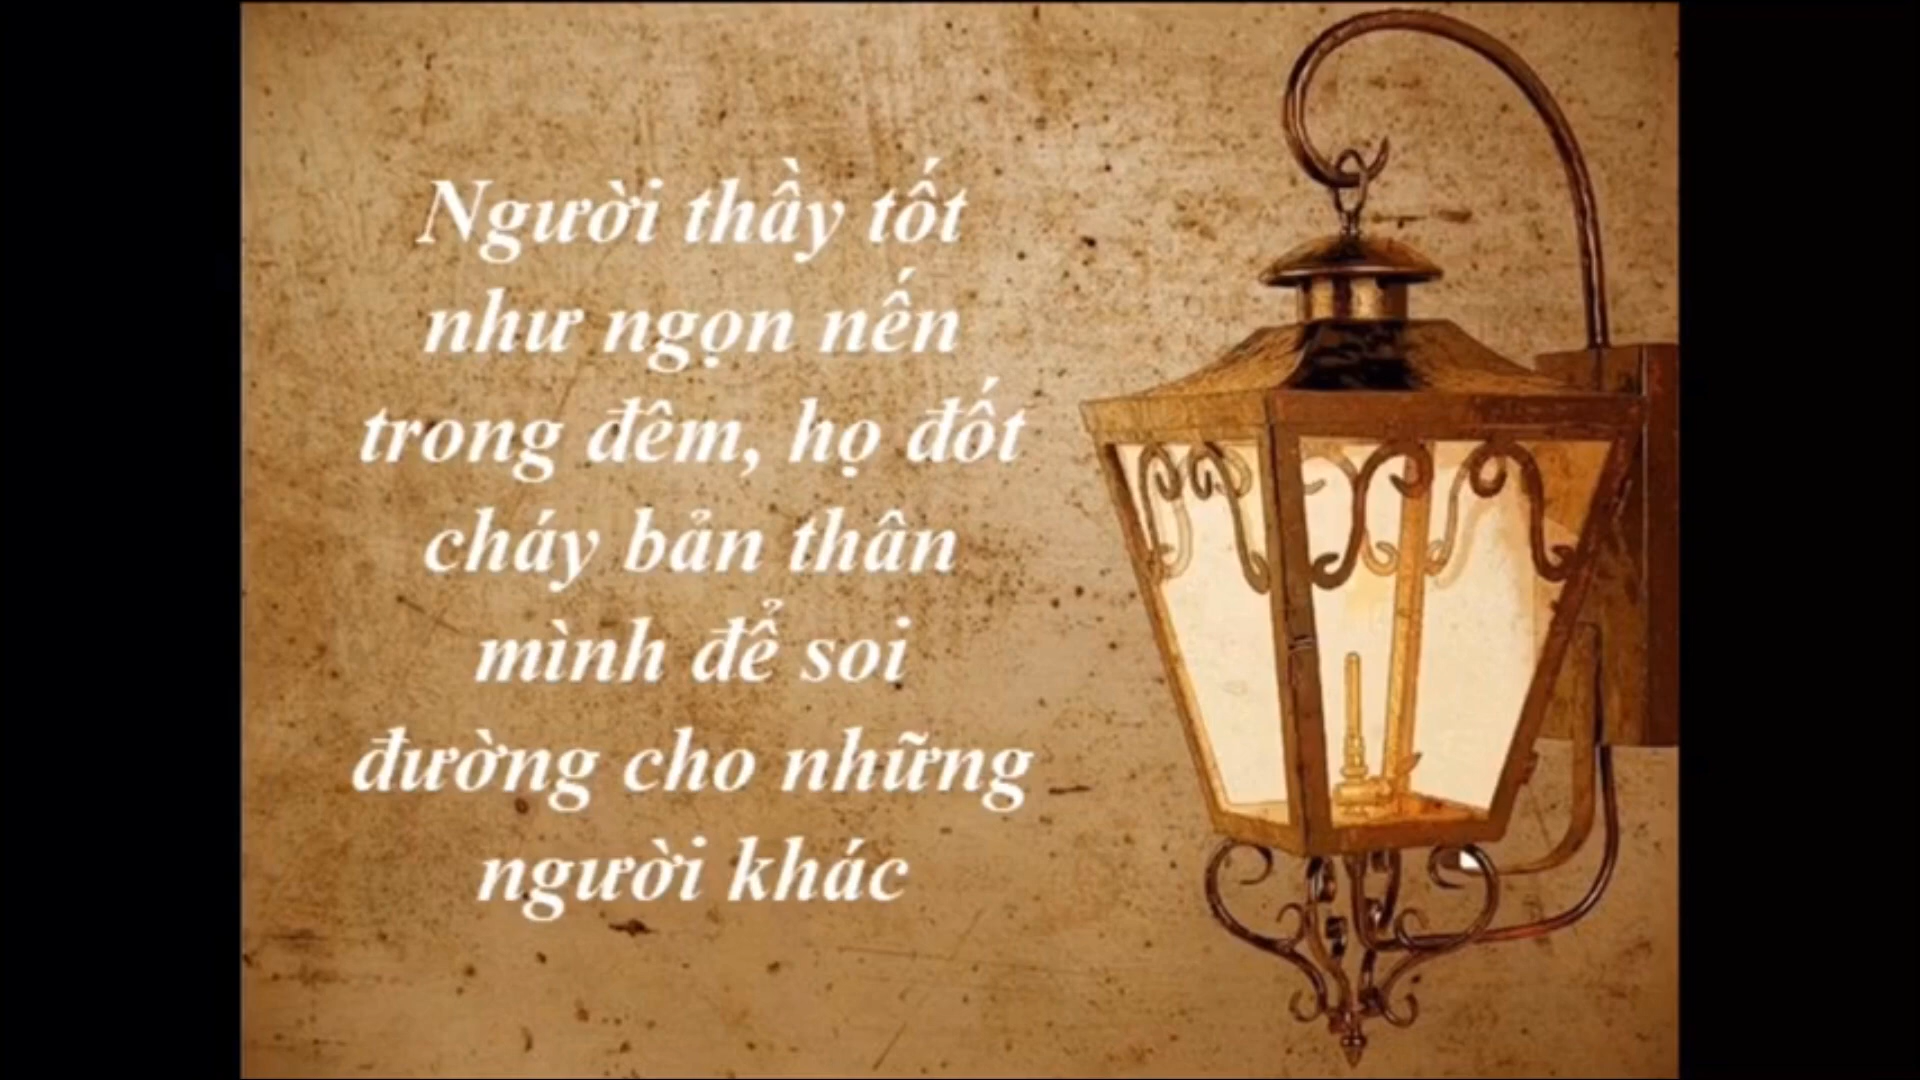 Người thầy tốt
như ngọn nến
trong đêm, họ đốt
cháy bản thân
mình để soi
đường cho những
người khác